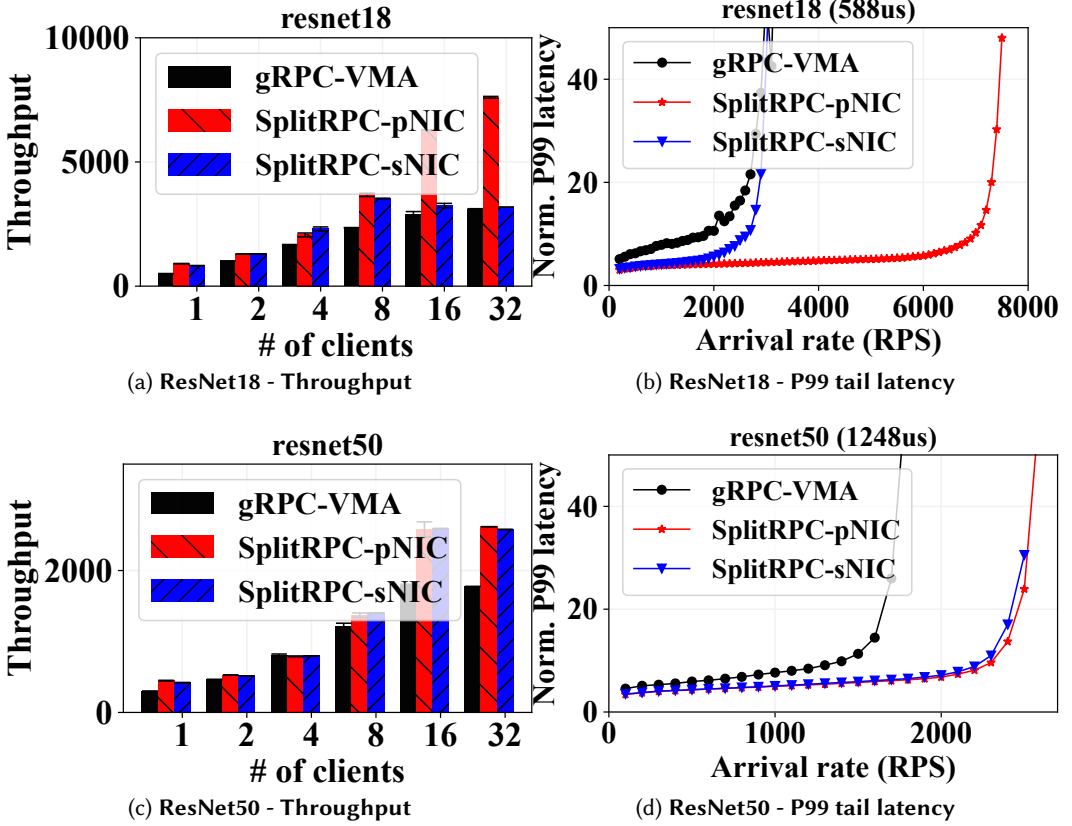 resnet18
Throughput
10000
5000
0
gRPC-VMA
SplitRPC-pNIC
SplitRPC-sNIC
1 2 4 8 16 32
# of clients
(a) ResNet18 - Throughput
resnet18 (588us)
Norm. P99 latency
40
20
0
gRPC-VMA
SplitRPC-pNIC
SplitRPC-sNIC
0 2000 4000 6000 8000
Arrival rate (RPS)
(b) ResNet18 - P99 tail latency
resnet50
Throughput
2000
0
gRPC-VMA
SplitRPC-pNIC
SplitRPC-sNIC
1 2 4 8 16 32
# of clients
(c) ResNet50 - Throughput
resnet50 (1248us)
Norm. P99 latency
40
20
0
gRPC-VMA
SplitRPC-pNIC
SplitRPC-sNIC
0 1000 2000
Arrival rate (RPS)
(d) ResNet50 - P99 tail latency